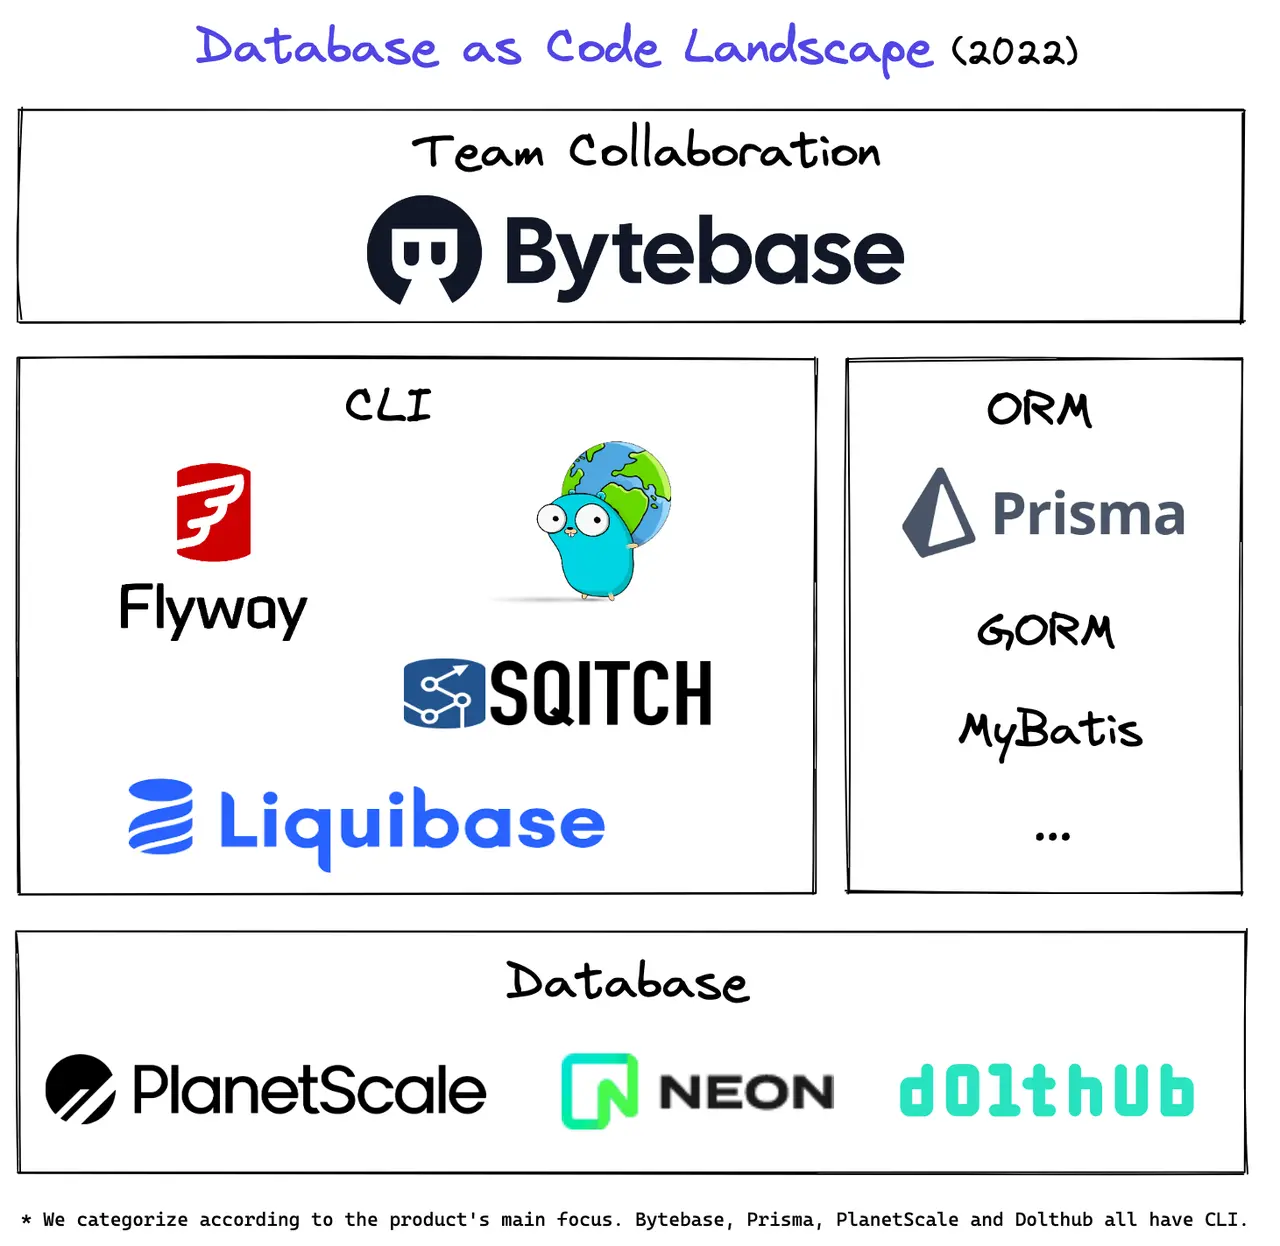 Database as Code Landscape (2022)
Team Collaboration
Bytebase
CLI
Flyway
SQITCH
Liquibase
ORM
Prisma
GORM
MyBatis
...
Database
PlanetScale
NEON
dolthub
* We categorize according to the product's main focus. Bytebase, Prisma, PlanetScale and Dolthub all have CLI.